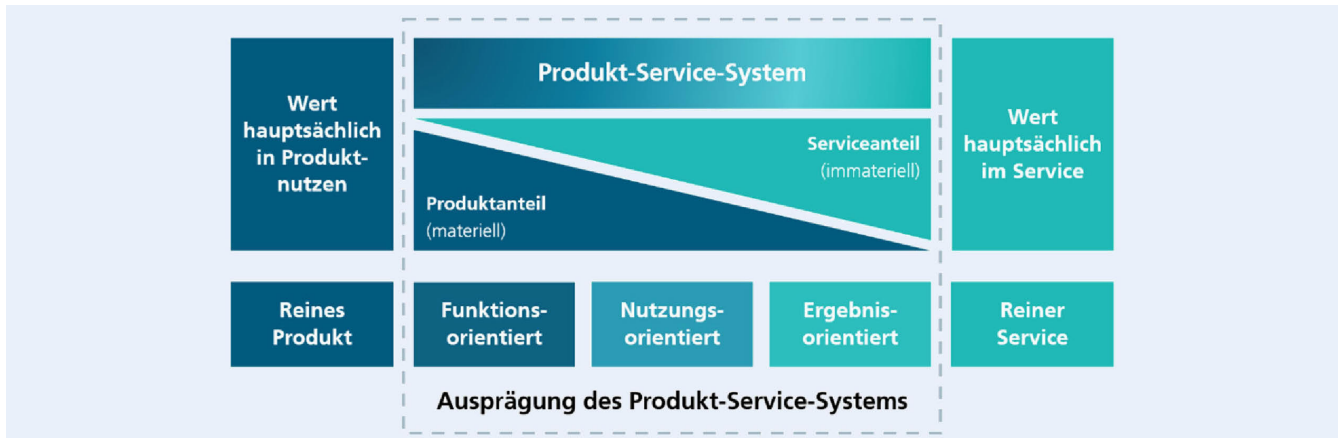 Wert
hauptsächlich
in Produkt-
nutzen
Produkt-Service-System
Serviceanteil
(immateriell)
Produktanteil
(materiell)
Wert
hauptsächlich
im Service
Reines
Produkt
Funktions-
orientiert
Nutzungs-
orientiert
Ergebnis-
orientiert
Reiner
Service
Ausprägung des Produkt-Service-Systems